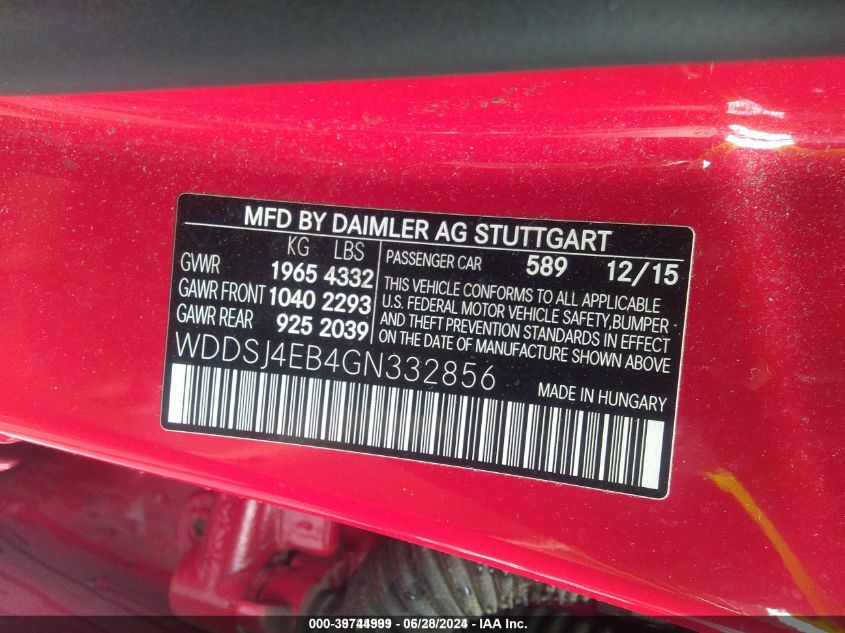 MFD BY DAIMLER AG STUTTGART
KG LBS
GVWR 1965 4332
GAWR FRONT 1040 2293
GAWR REAR 925 2039
PASSENGER CAR 589 12/15
THIS VEHICLE CONFORMS TO ALL APPLICABLE
U.S. FEDERAL MOTOR VEHICLE SAFETY, BUMPER
AND THEFT PREVENTION STANDARDS IN EFFECT
ON THE DATE OF MANUFACTURE SHOWN ABOVE
WDDSJ4EB4GN332856
MADE IN HUNGARY
000-39744999 - 06/28/2024 - IAA Inc.